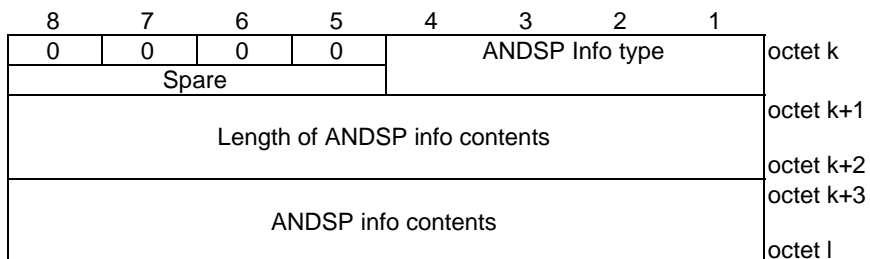 8 7 6 5 4 3 2 1
0 0 0 0 ANDSP Info type octet k
Spare
octet k+1
Length of ANDSP info contents
octet k+2
octet k+3
ANDSP info contents
octet l